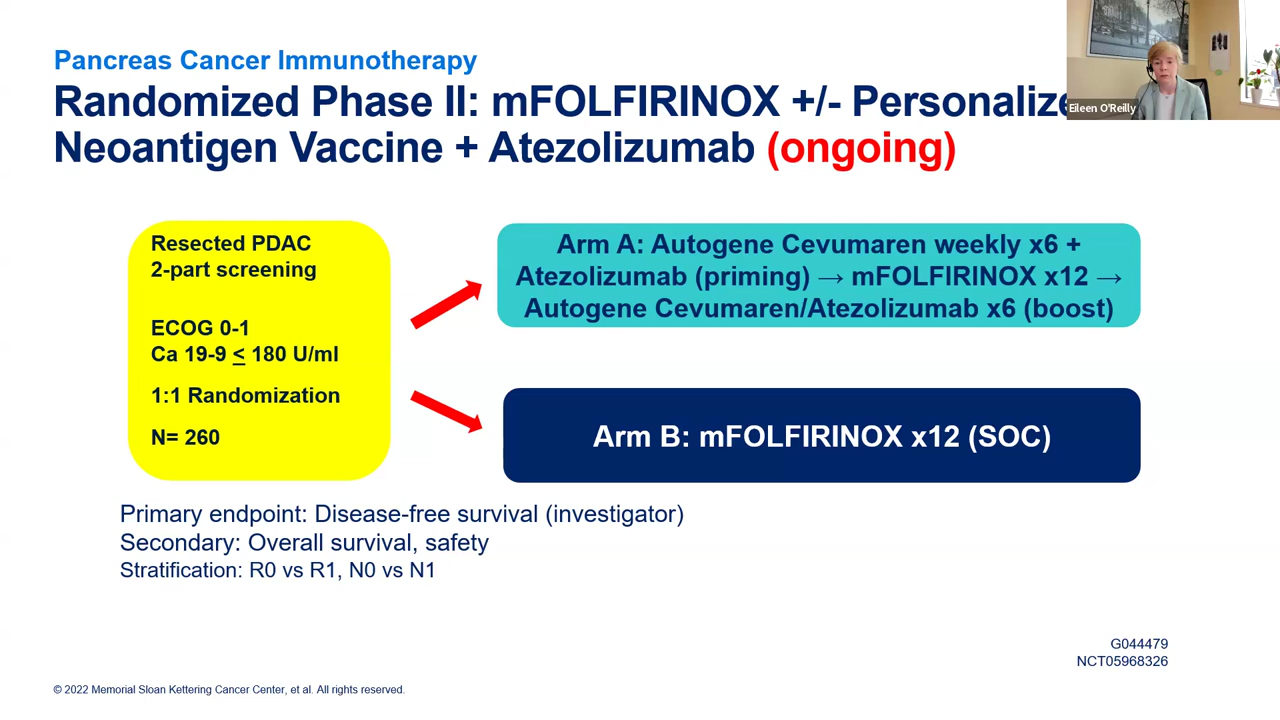 Pancreas Cancer Immunotherapy
Randomized Phase II: mFOLFIRINOX +/- Personalize
Neoantigen Vaccine + Atezolizumab (ongoing)
Eileen O'Reilly
Resected PDAC
2-part screening
ECOG 0-1
Ca 19-9 ≤ 180 U/ml
1:1 Randomization
N= 260
Arm A: Autogene Cevumaren weekly x6 +
Atezolizumab (priming) → mFOLFIRINOX x12 →
Autogene Cevumaren/Atezolizumab x6 (boost)
Arm B: mFOLFIRINOX x12 (SOC)
Primary endpoint: Disease-free survival (investigator)
Secondary: Overall survival, safety
Stratification: R0 vs R1, N0 vs N1
G044479
NCT05968326
© 2022 Memorial Sloan Kettering Cancer Center, et al. All rights reserved.